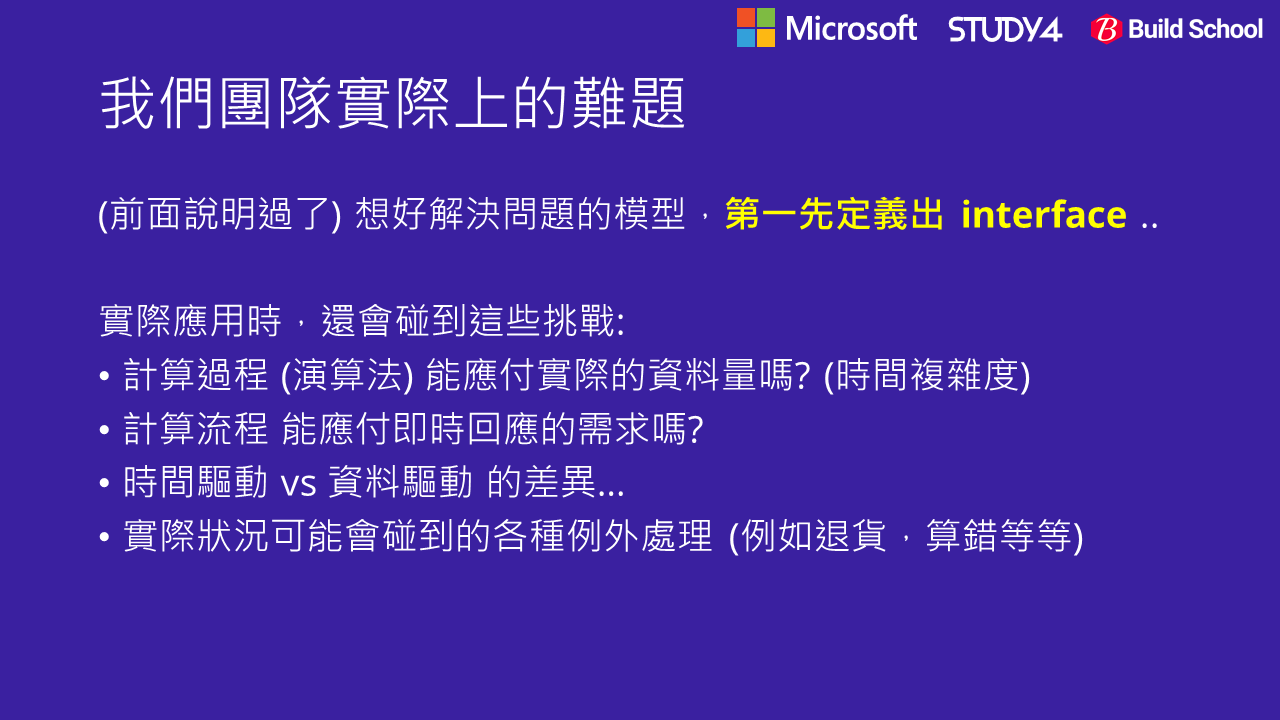 Microsoft STUDY4 Build School
我們團隊實際上的難題
(前面說明過了) 想好解決問題的模型，第一先定義出 interface ..
實際應用時，還會碰到這些挑戰:
• 計算過程 (演算法) 能應付實際的資料量嗎? (時間複雜度)
• 計算流程 能應付即時回應的需求嗎?
• 時間驅動 vs 資料驅動 的差異...
• 實際狀況可能會碰到的各種例外處理 (例如退貨，算錯等等)